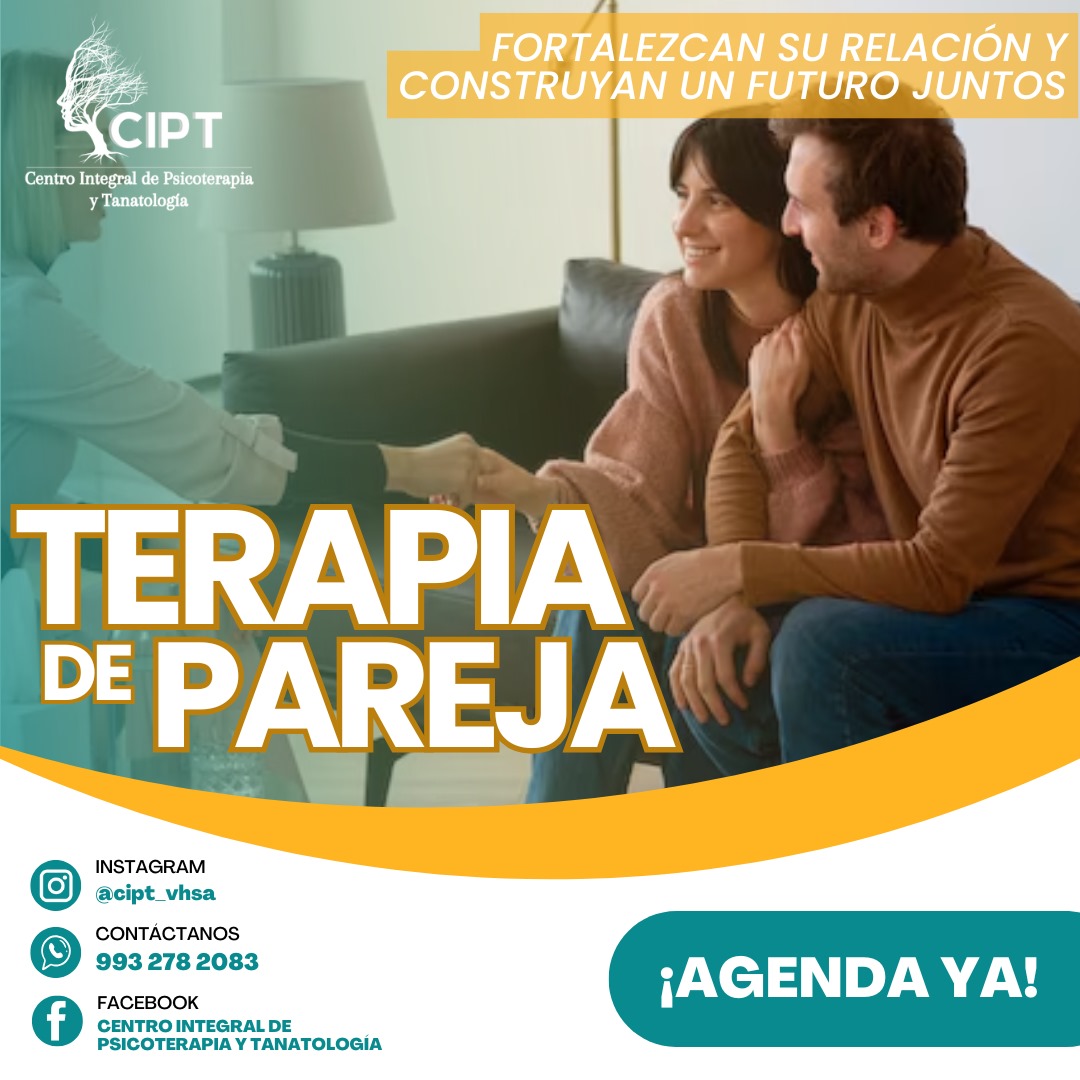 CIPT
Centro Integral de Psicoterapia
y Tanatología
FORTALEZCAN SU RELACIÓN Y
CONSTRUYAN UN FUTURO JUNTOS
TERAPIA
DE PAREJA
INSTAGRAM
@cipt_vhsa
CONTÁCTANOS
993 278 2083
FACEBOOK
CENTRO INTEGRAL DE
PSICOTERAPIA Y TANATOLOGÍA
¡AGENDA YA!